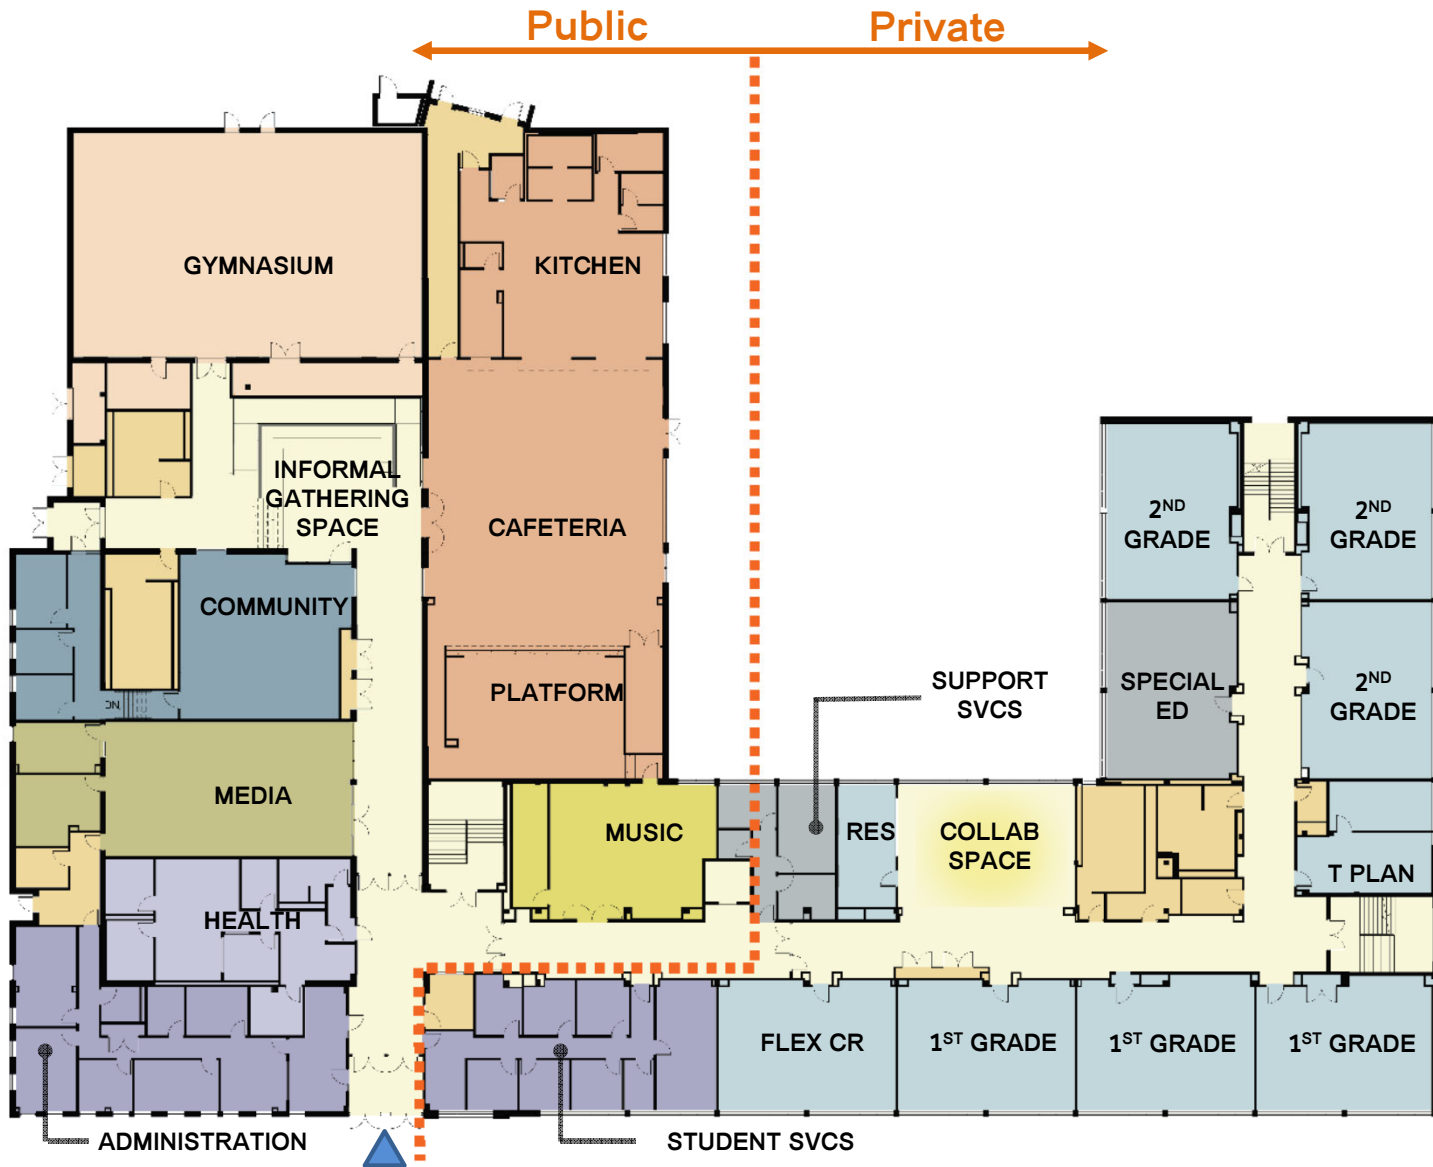 Public Private
GYMNASIUM
KITCHEN
INFORMAL
GATHERING
SPACE
CAFETERIA
2ND
GRADE
2ND
GRADE
COMMUNITY
PLATFORM
SUPPORT
SVCS
SPECIAL
ED
2ND
GRADE
MEDIA
MUSIC
RES
COLLAB
SPACE
T PLAN
HEALTH
FLEX CR
1ST GRADE
1ST GRADE
1ST GRADE
ADMINISTRATION
STUDENT SVCS